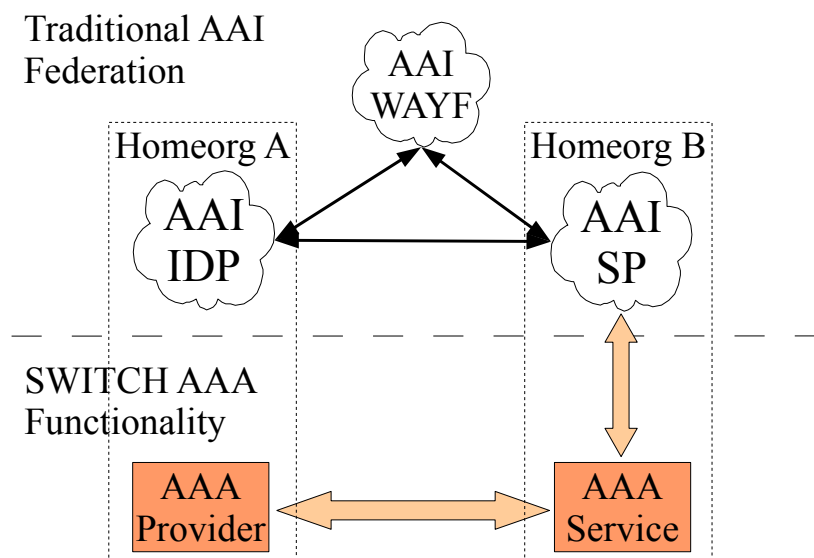 Traditional AAI
Federation
AAI
WAYF
Homeorg A
Homeorg B
AAI
IDP
AAI
SP
SWITCH AAA
Functionality
AAA
Provider
AAA
Service